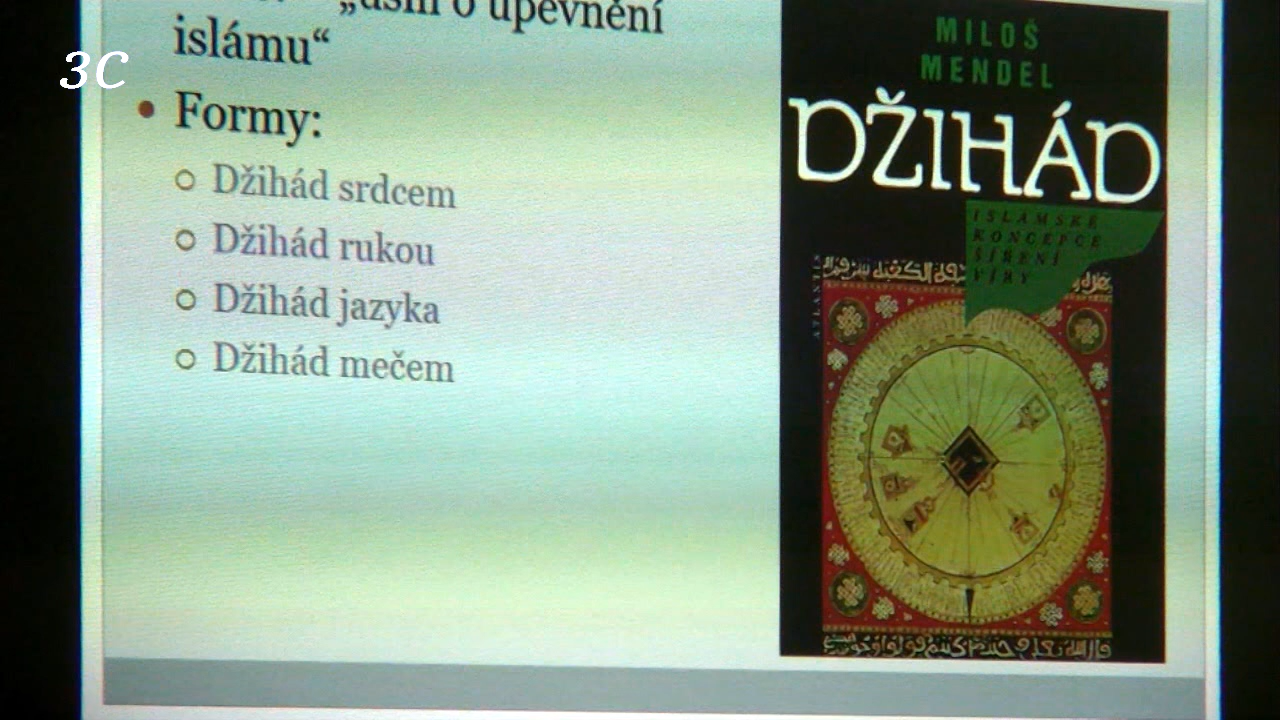 „úsilí o upevnění
islámu“
3C
• Formy:
Džihád srdcem
Džihád rukou
Džihád jazyka
Džihád mečem
MILOŠ
MENDEL
DŽIHÁD
ISLÁMSKÉ
KONCEPCE
ŠÍŘENÍ
VÍRY
ATLANTIS